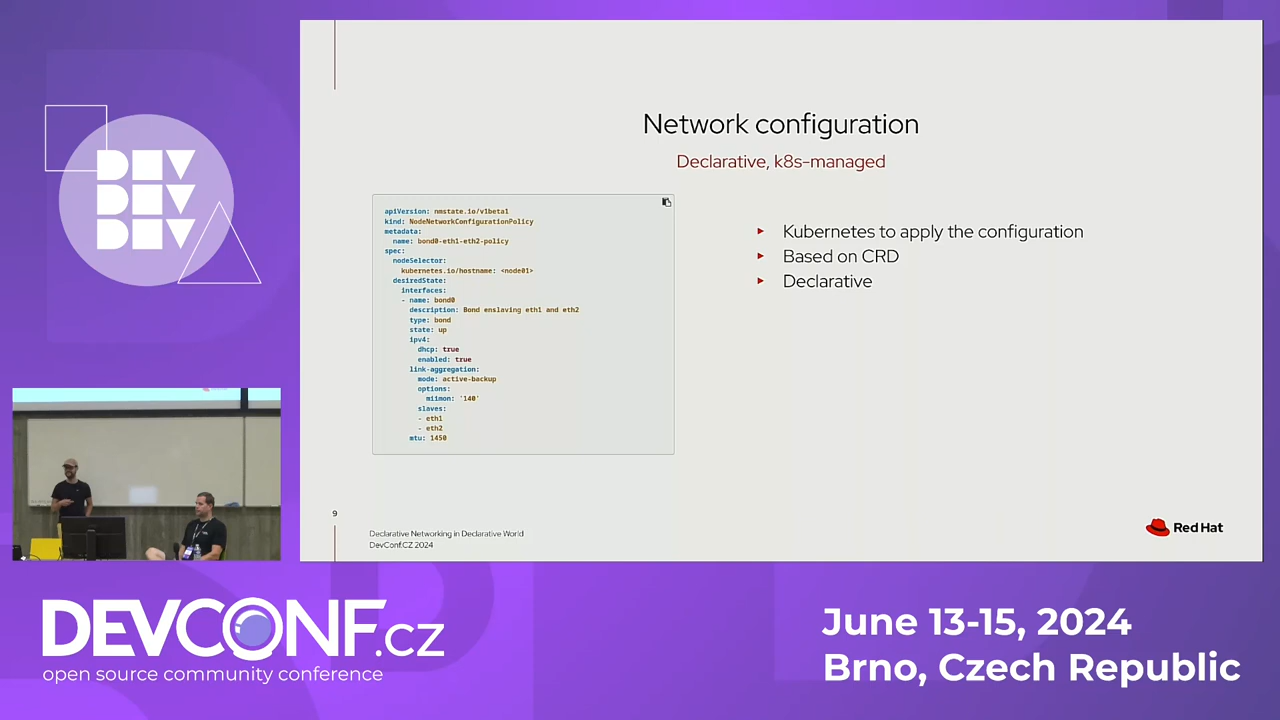 DEV
DEV
DEV
Network configuration
Declarative, k8s-managed
apiVersion: nmstate.io/v1beta1
kind: NodeNetworkConfigurationPolicy
metadata:
name: bond0-eth1-eth2-policy
spec:
nodeSelector:
kubernetes.io/hostname: <node01>
desiredState:
interfaces:
- name: bond0
description: Bond enslaving eth1 and eth2
type: bond
state: up
ipv4:
dhcp: true
enabled: true
link-aggregation:
mode: active-backup
options:
miimon: '140'
slaves:
- eth1
- eth2
mtu: 1450
Kubernetes to apply the configuration
Based on CRD
Declarative
9
Declarative Networking in Declarative World
DevConf.CZ 2024
Red Hat
DEVCONF.cz
open source community conference
June 13-15, 2024
Brno, Czech Republic